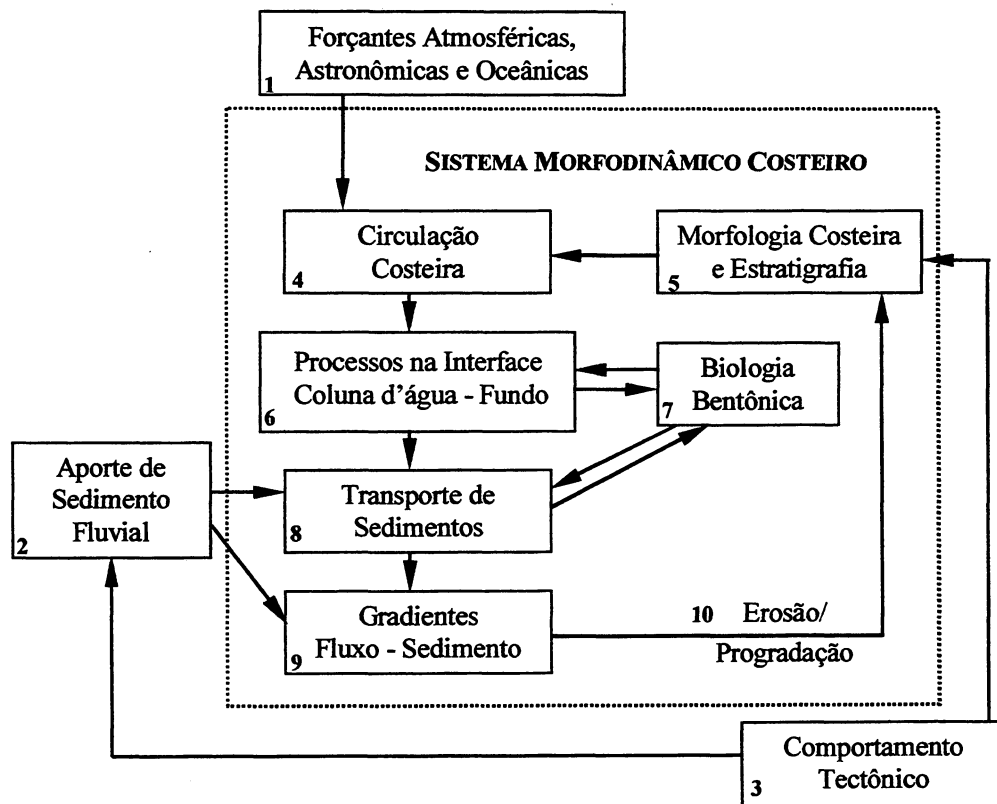 Forçantes Atmosféricas,
Astronômicas e Oceânicas
1
SISTEMA MORFODINÂMICO COSTEIRO
Circulação
Costeira
4
Morfologia Costeira
e Estratigrafia
5
Processos na Interface
Coluna d'água - Fundo
6
Biologia
Bentônica
7
Aporte de
Sedimento
Fluvial
2
Transporte de
Sedimentos
8
Gradientes
Fluxo - Sedimento
9
10 Erosão/
Progradação
Comportamento
Tectônico
3